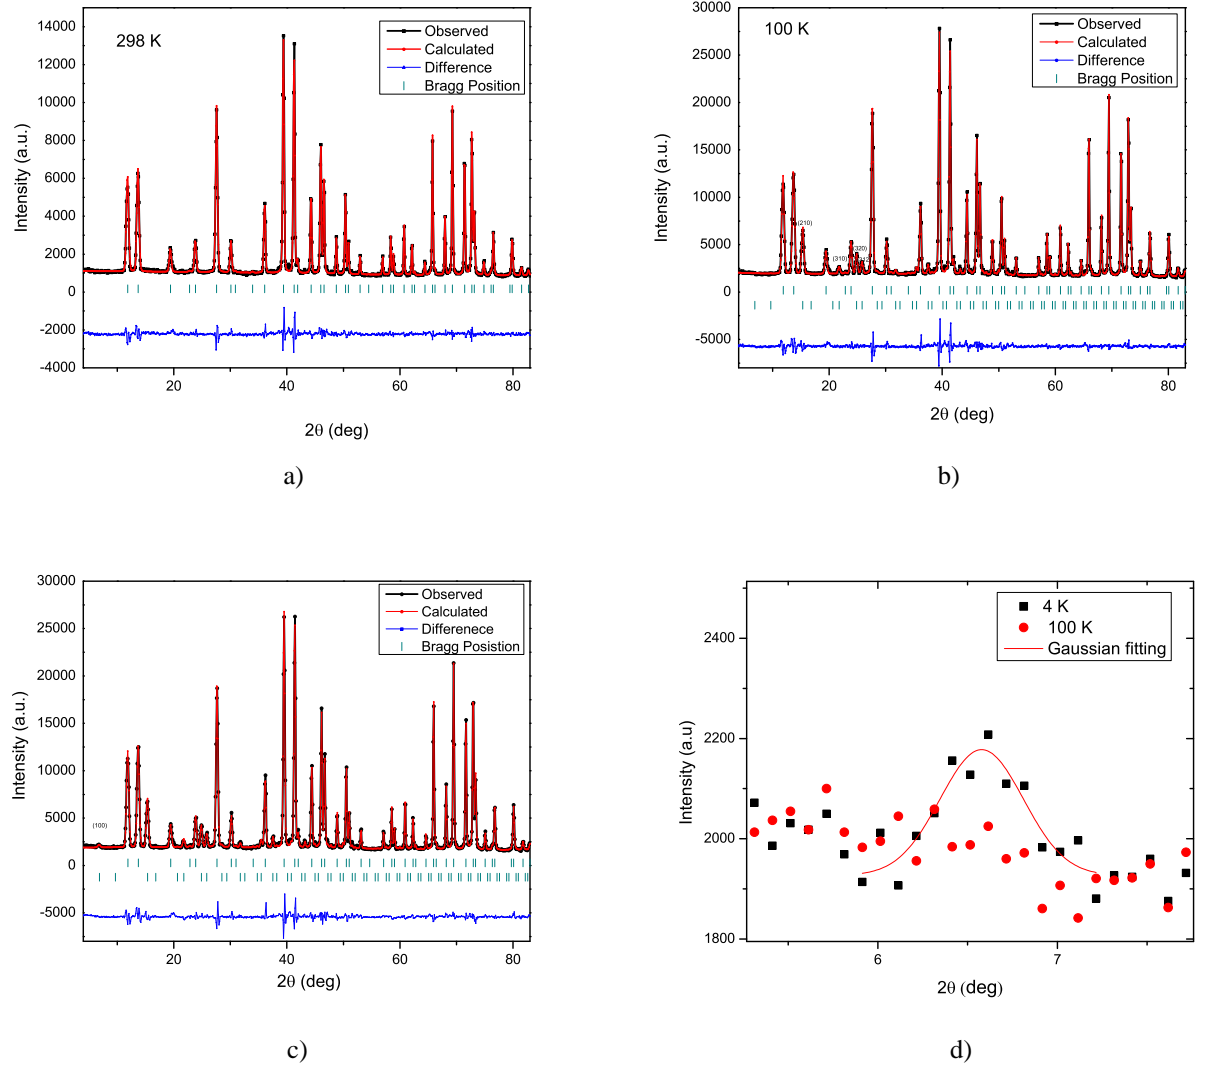 298 K
Observed
Calculated
Difference
Bragg Position
14000
12000
10000
8000
6000
4000
2000
0
-2000
-4000
Intensity (a.u.)
20
40
60
80
2θ (deg)
a)
100 K
Observed
Calculated
Difference
Bragg Position
30000
25000
20000
15000
10000
5000
0
-5000
Intensity (a.u.)
(210)
(310)
(320)
20
40
60
80
2θ (deg)
b)
Observed
Calculated
Differenece
Bragg Posistion
30000
25000
20000
15000
10000
5000
0
-5000
Intensity (a.u.)
(100)
20
40
60
80
2θ (deg)
c)
4 K
100 K
Gaussian fitting
2400
2200
2000
1800
Intensity (a.u)
6
7
2θ (deg)
d)